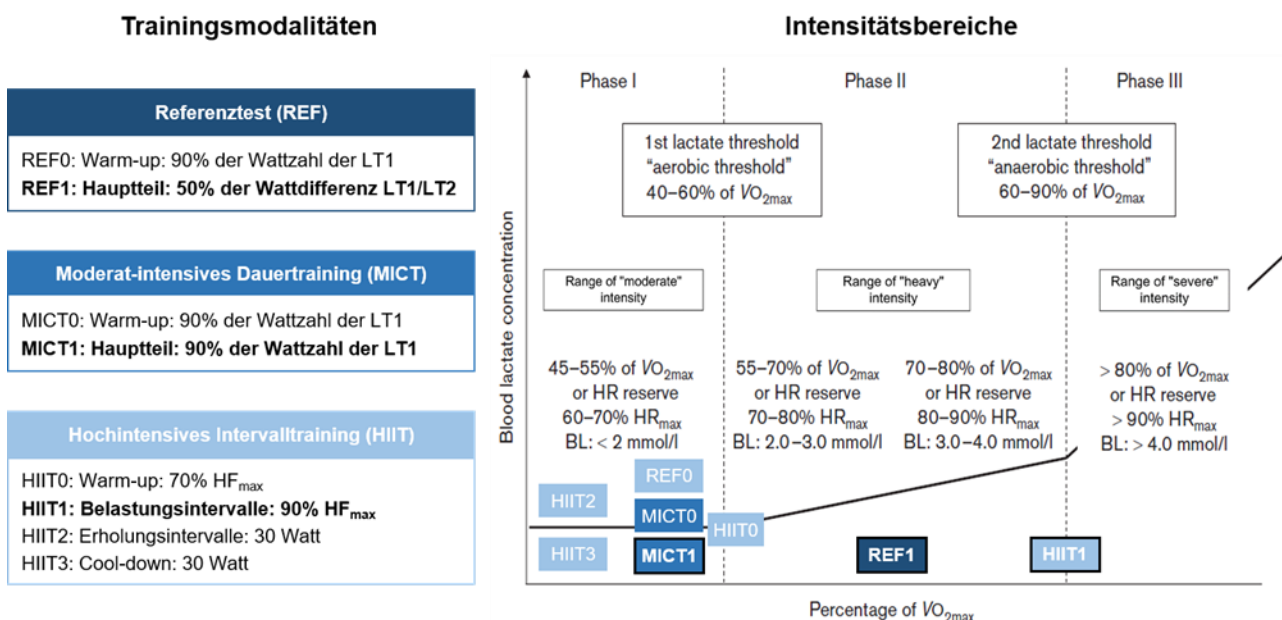 Trainingsmodalitäten
Referenztest (REF)
REF0: Warm-up: 90% der Wattzahl der LT1
REF1: Hauptteil: 50% der Wattdifferenz LT1/LT2
Moderat-intensives Dauertraining (MICT)
MICT0: Warm-up: 90% der Wattzahl der LT1
MICT1: Hauptteil: 90% der Wattzahl der LT1
Hochintensives Intervalltraining (HIIT)
HIIT0: Warm-up: 70% HFmax
HIIT1: Belastungsintervalle: 90% HFmax
HIIT2: Erholungsintervalle: 30 Watt
HIIT3: Cool-down: 30 Watt
Intensitätsbereiche
Blood lactate concentration
Phase I
Phase II
Phase III
1st lactate threshold
"aerobic threshold"
40–60% of VO2max
2nd lactate threshold
"anaerobic threshold"
60–90% of VO2max
Range of "moderate"
intensity
Range of "heavy"
intensity
Range of "severe"
intensity
45–55% of VO2max
or HR reserve
60–70% HRmax
BL: < 2 mmol/l
55–70% of VO2max
or HR reserve
70–80% HRmax
BL: 2.0–3.0 mmol/l
70–80% of VO2max
or HR reserve
80–90% HRmax
BL: 3.0–4.0 mmol/l
> 80% of VO2max
or HR reserve
> 90% HRmax
BL: > 4.0 mmol/l
REF0
HIIT2
MICT0
HIIT0
HIIT3
MICT1
REF1
HIIT1
Percentage of VO2max